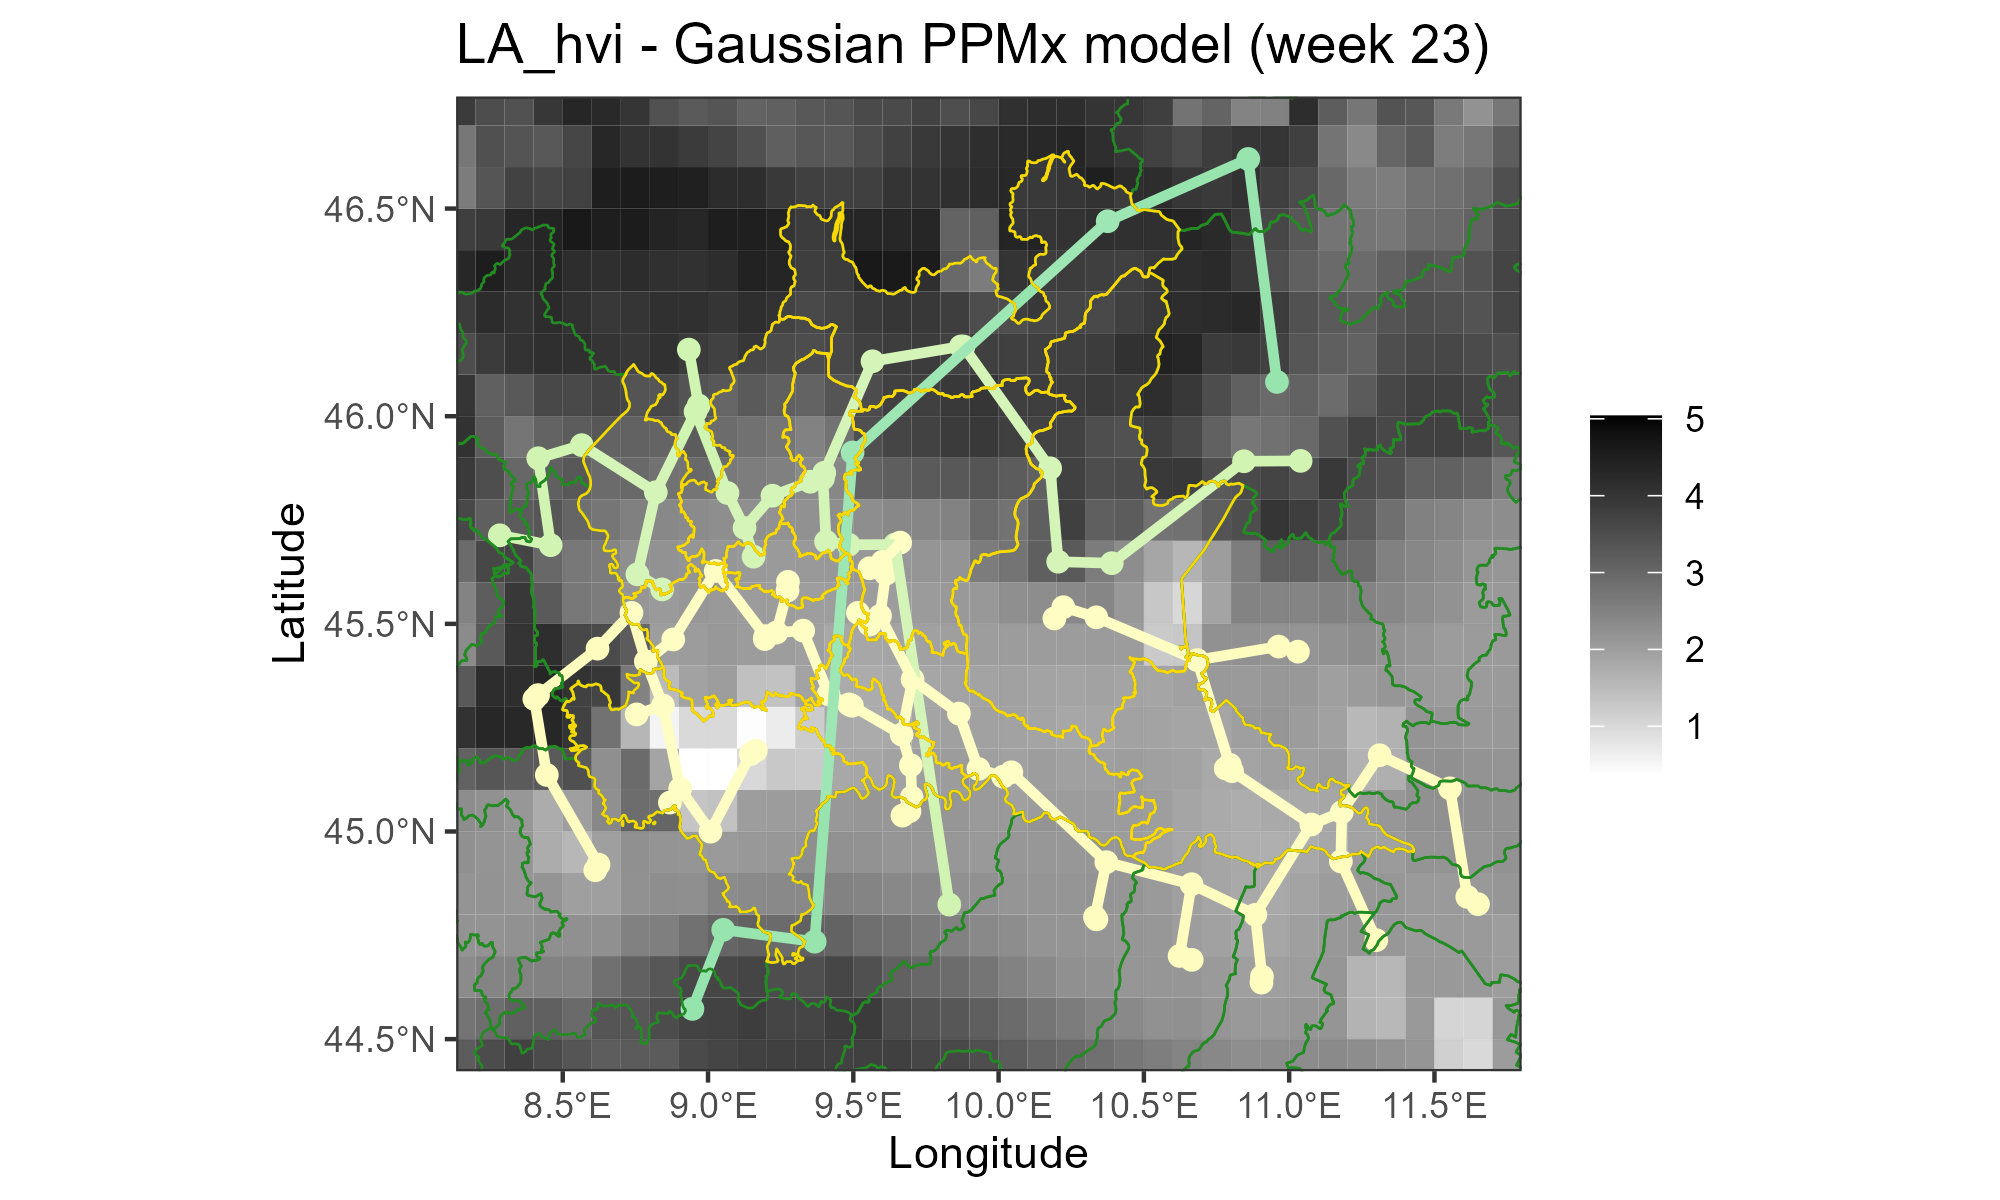 LA_hvi - Gaussian PPMx model (week 23)
46.5°N
46.0°N
45.5°N
45.0°N
44.5°N
Latitude
8.5°E 9.0°E 9.5°E 10.0°E 10.5°E 11.0°E 11.5°E
Longitude
5
4
3
2
1